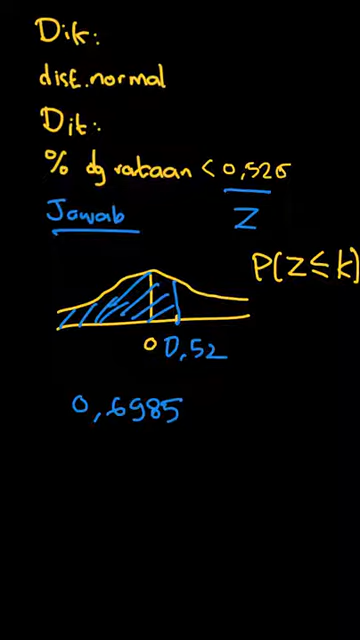 Dik:
dist.normal
Dit:
% dg rataan < 0,52σ
Jawab
Z
P(Z ≤ k)
0 0,52
0,6985